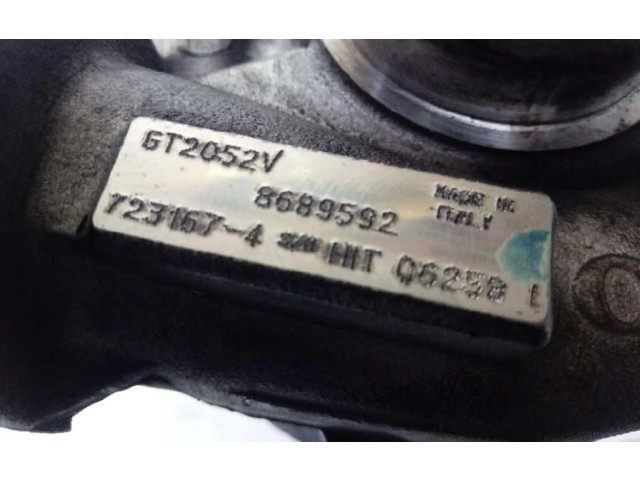 GT2052V
8689592
MADE IN
ITALY
723167-4 S/N HIT 06258 E